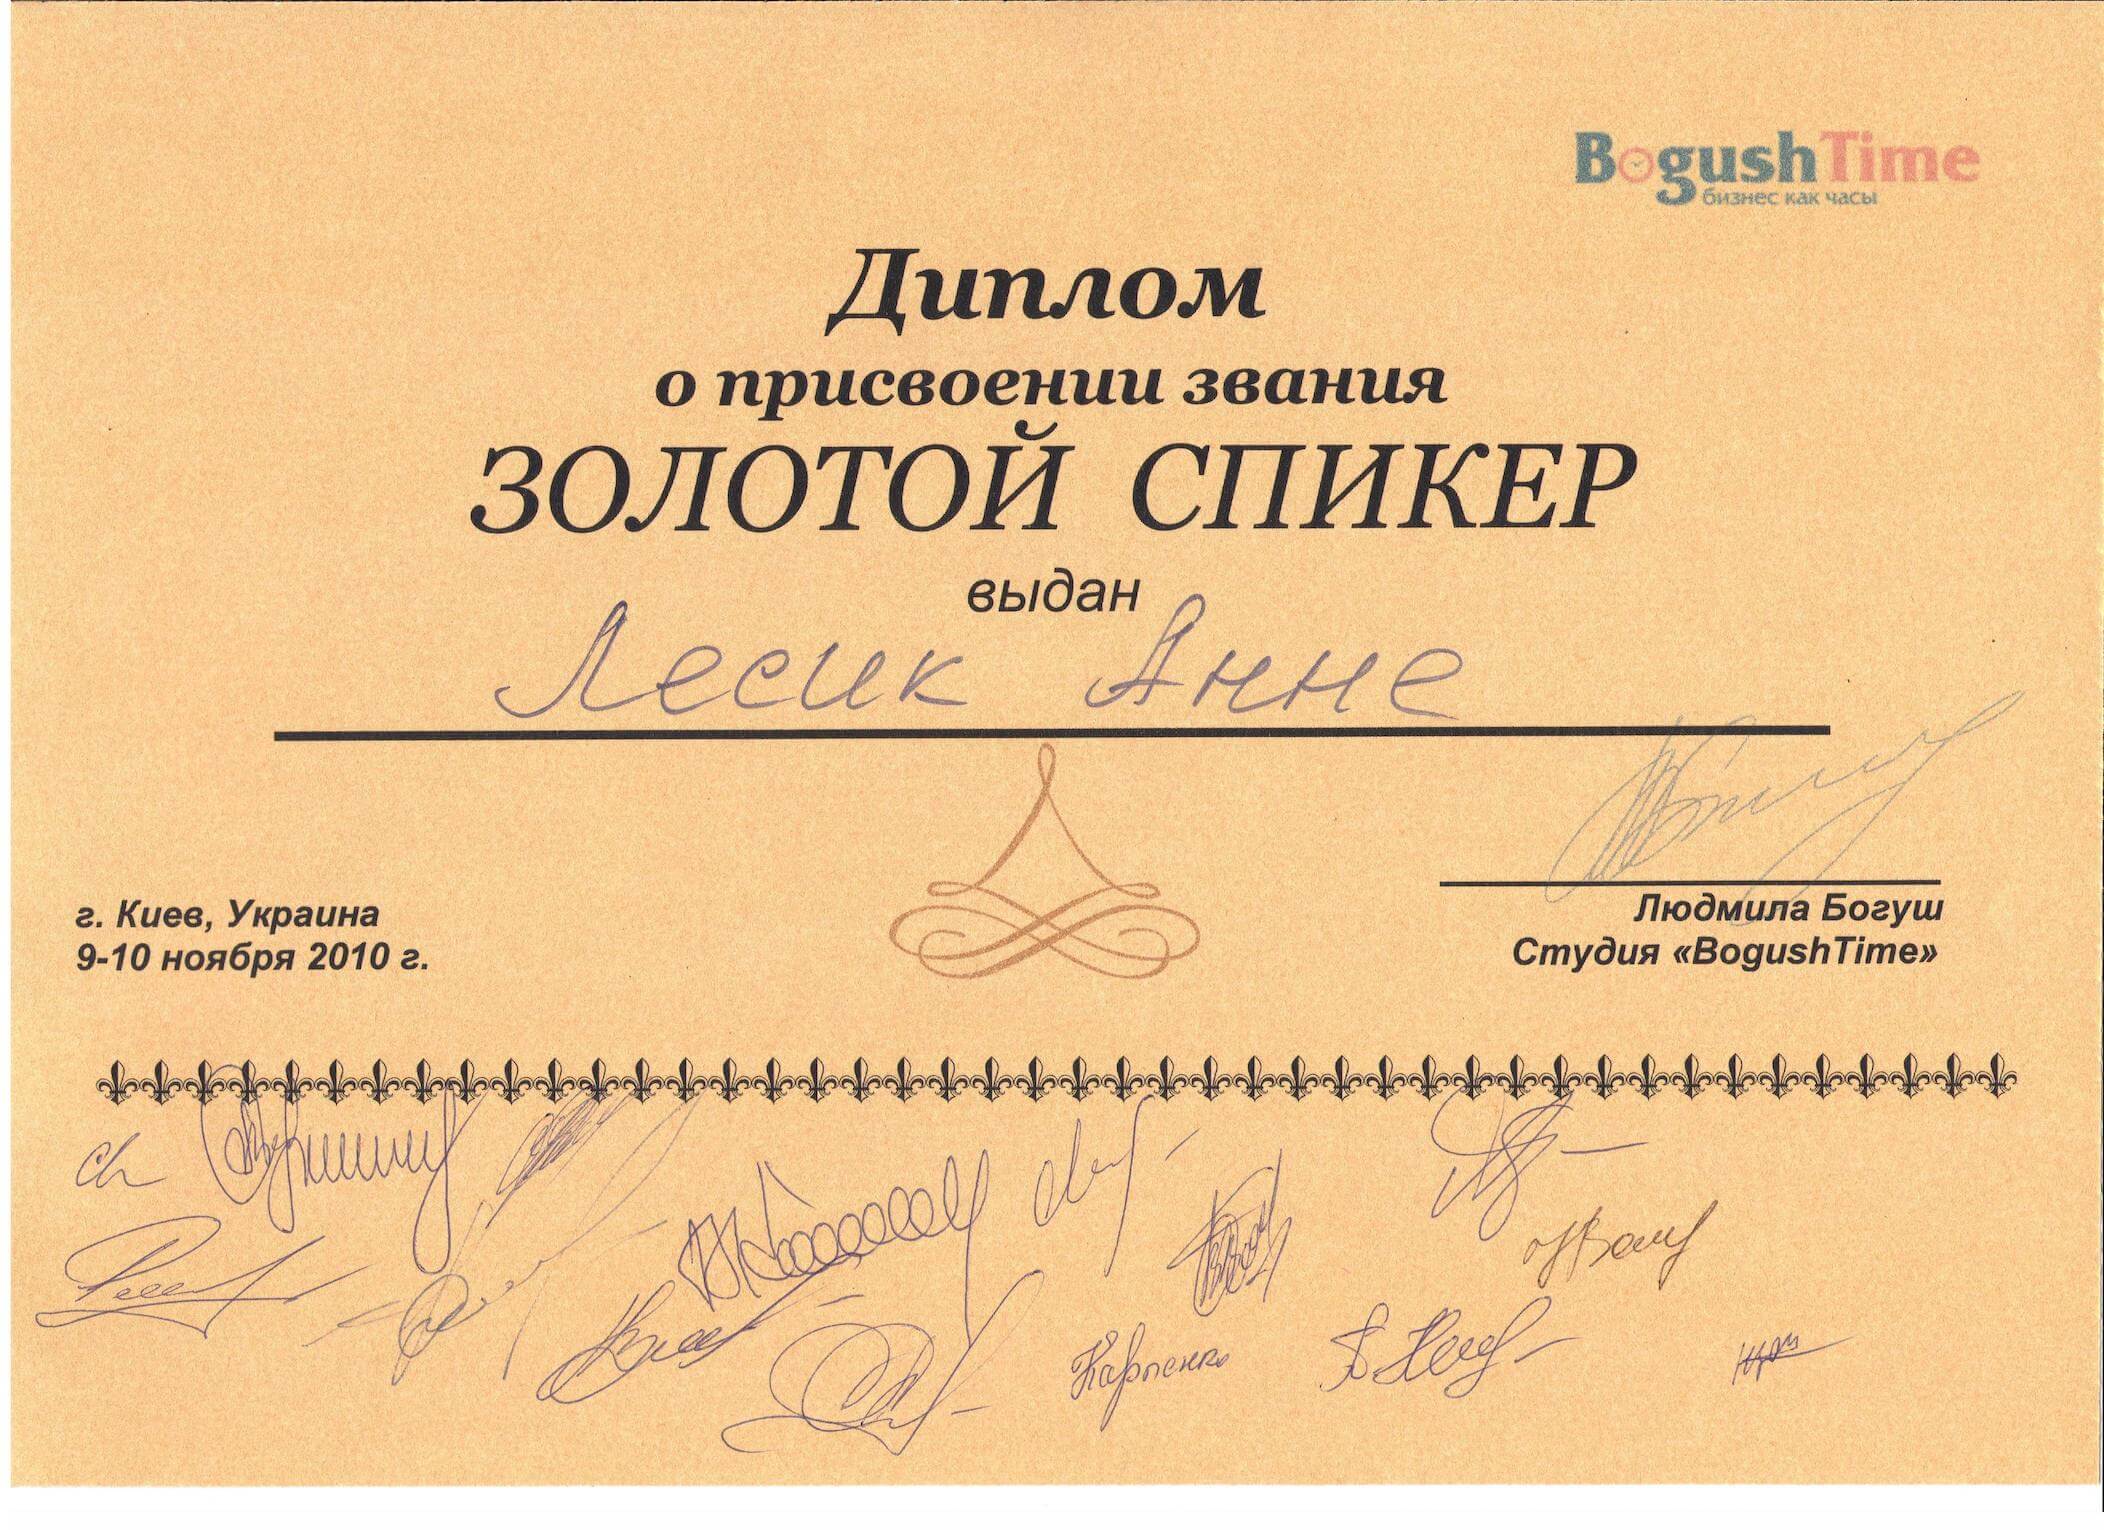 BogushTime
бизнес как часы
Диплом
о присвоении звания
ЗОЛОТОЙ СПИКЕР
выдан
Лесик Анне
г. Киев, Украина
9-10 ноября 2010 г.
Людмила Богуш
Студия «BogushTime»
Карпенко